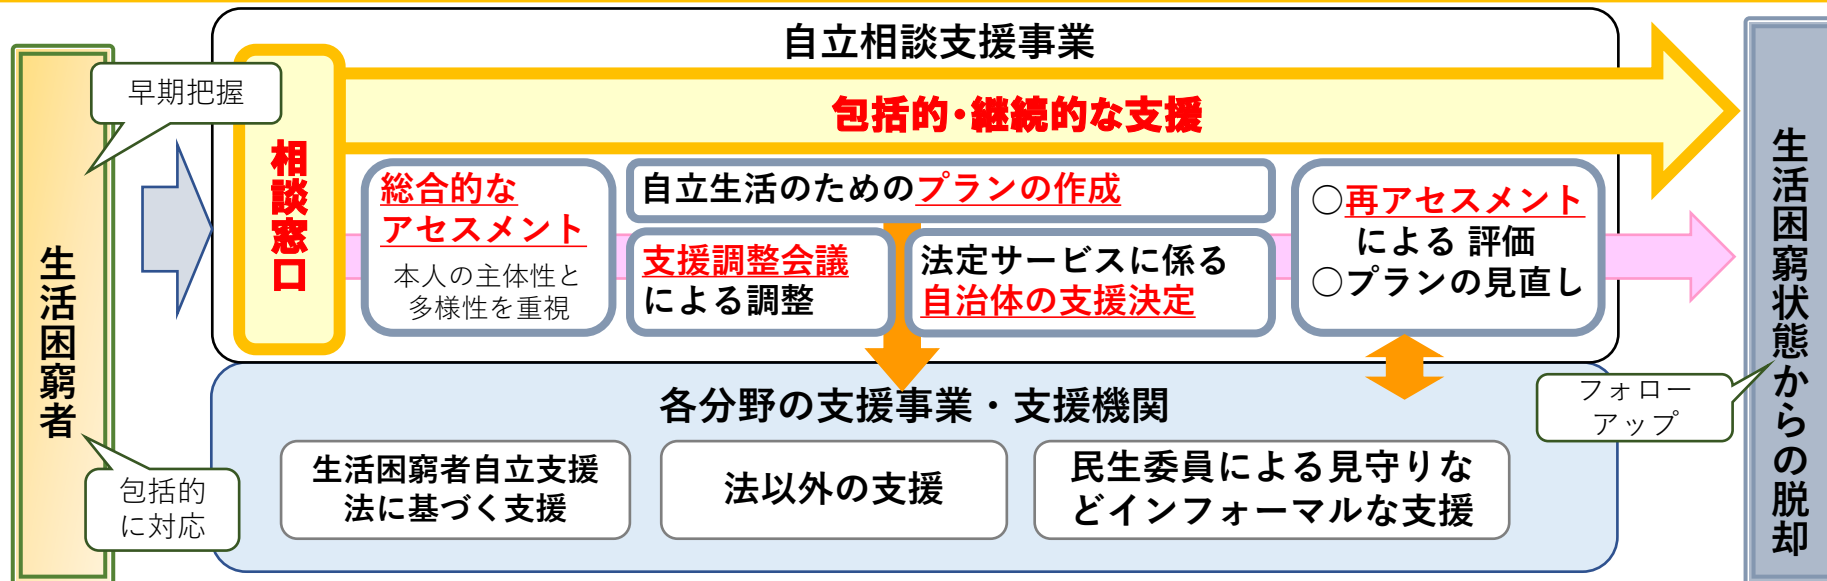 自立相談支援事業
早期把握
包括的・継続的な支援
相談窓口
総合的な
アセスメント
本人の主体性と
多様性を重視
自立生活のためのプランの作成
支援調整会議
による調整
法定サービスに係る
自治体の支援決定
○再アセスメント
による 評価
○プランの見直し
生活困窮者
包括的
に対応
各分野の支援事業・支援機関
生活困窮者自立支援
法に基づく支援
法以外の支援
民生委員による見守りな
どインフォーマルな支援
フォロー
アップ
生活困窮状態からの脱却